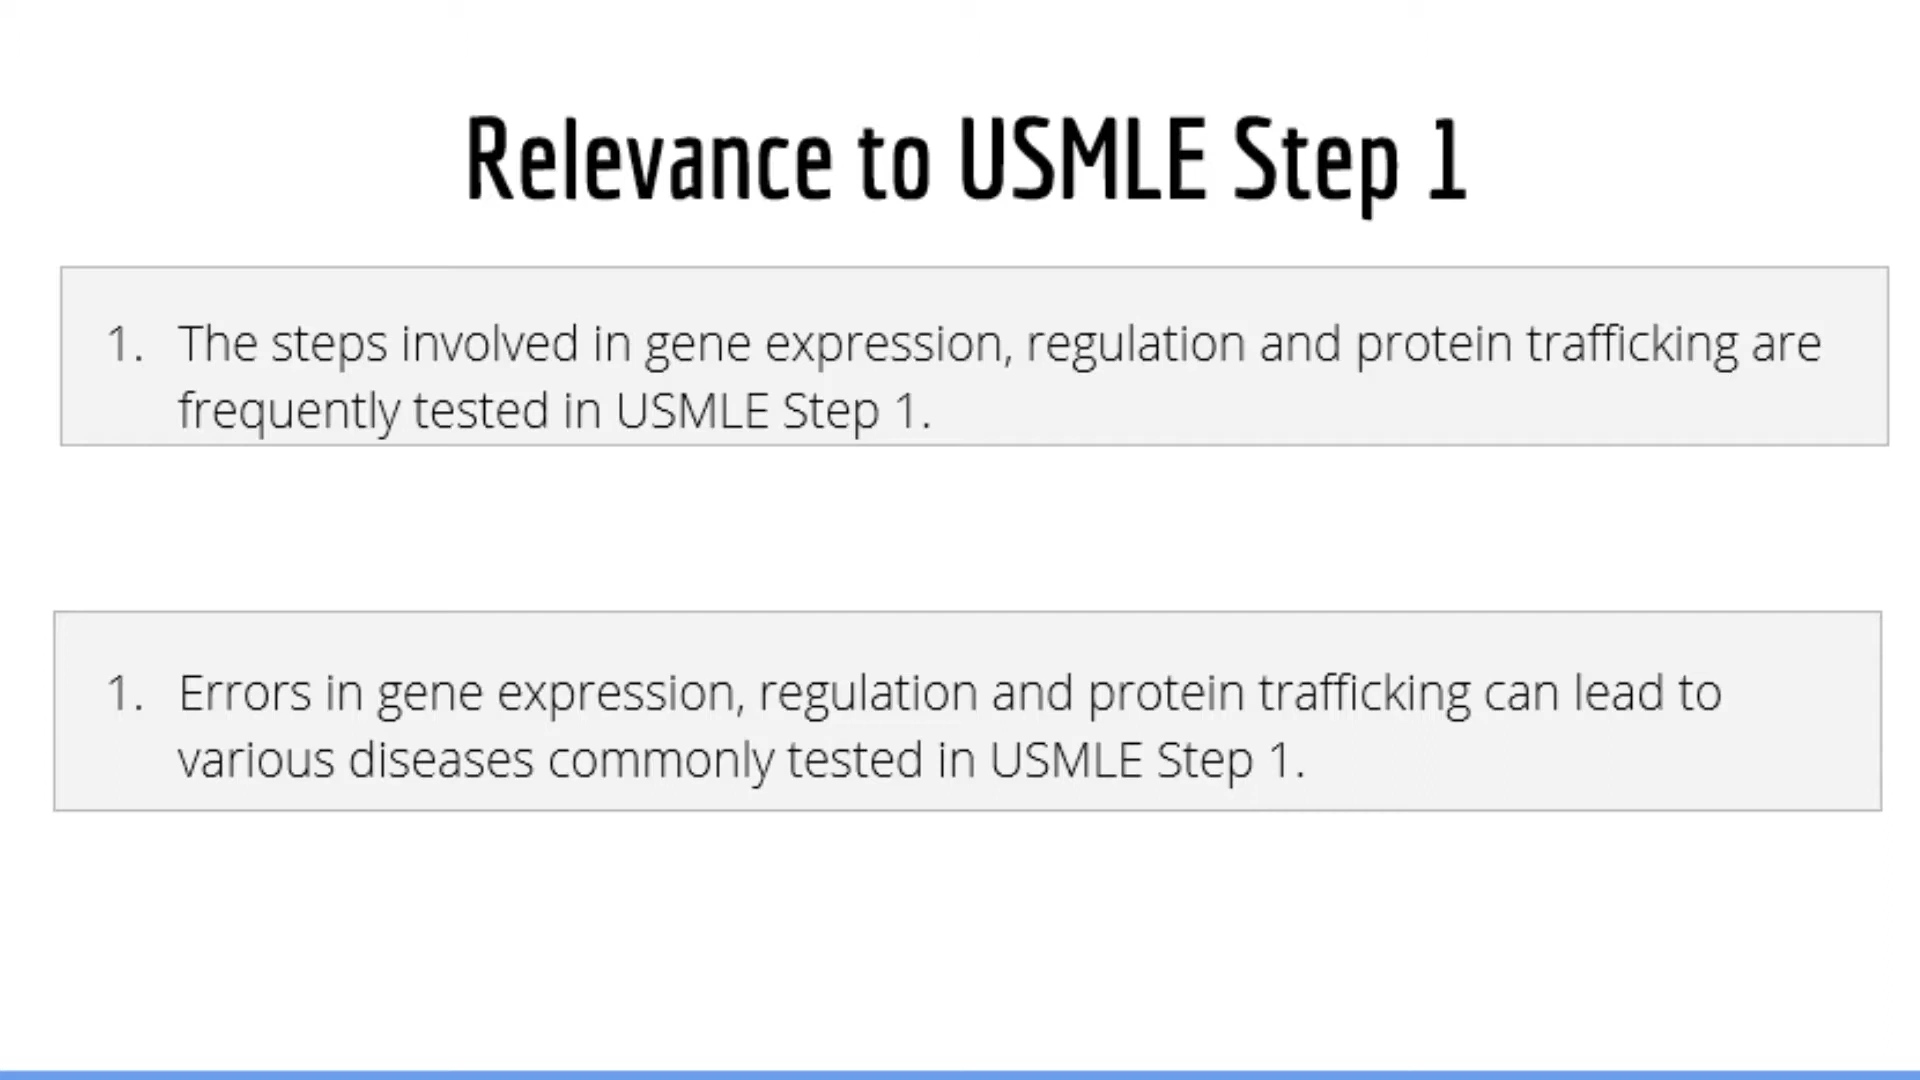 Relevance to USMLE Step 1
1. The steps involved in gene expression, regulation and protein trafficking are
frequently tested in USMLE Step 1.
1. Errors in gene expression, regulation and protein trafficking can lead to
various diseases commonly tested in USMLE Step 1.